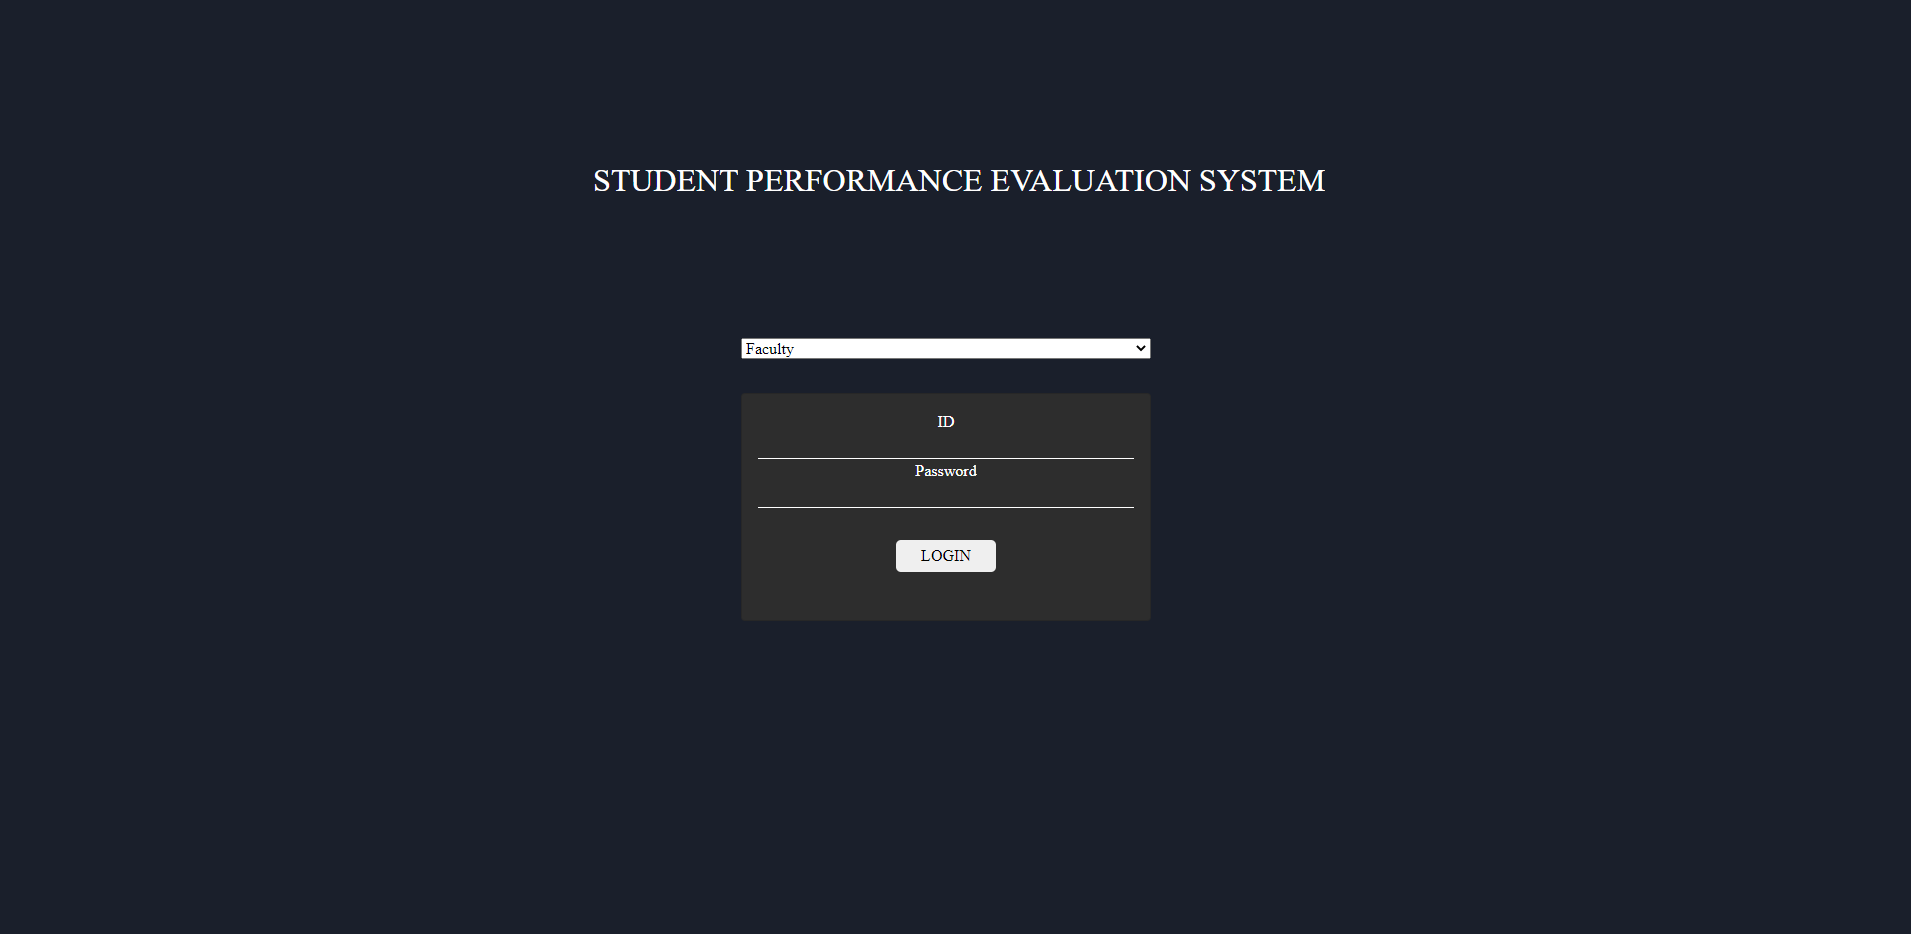 STUDENT PERFORMANCE EVALUATION SYSTEM
Faculty
ID
Password
LOGIN